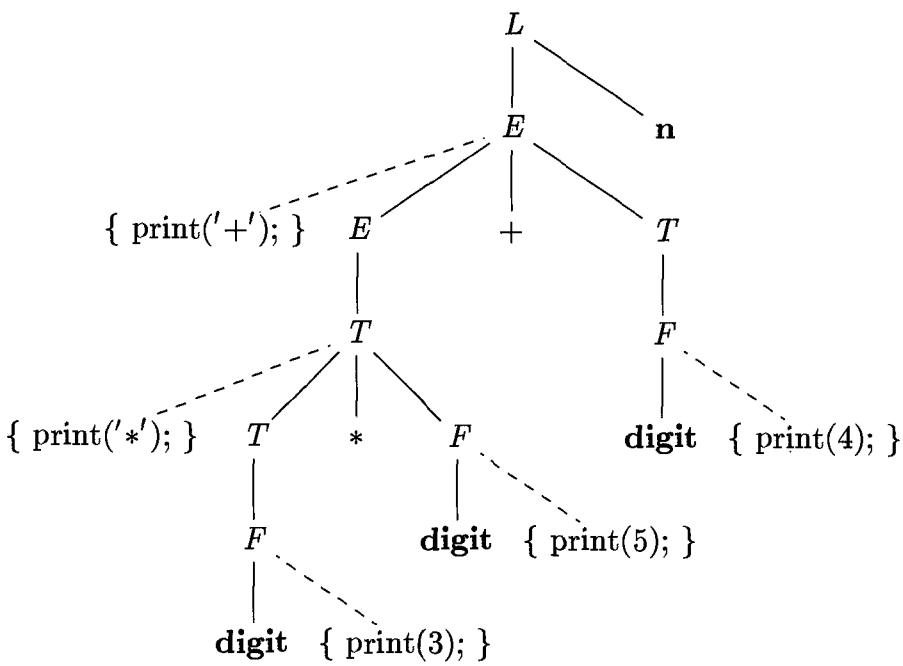 L
E n
{ print('+'); } E + T
T F
{ print('*'); } T * F digit { print(4); }
F digit { print(5); }
digit { print(3); }